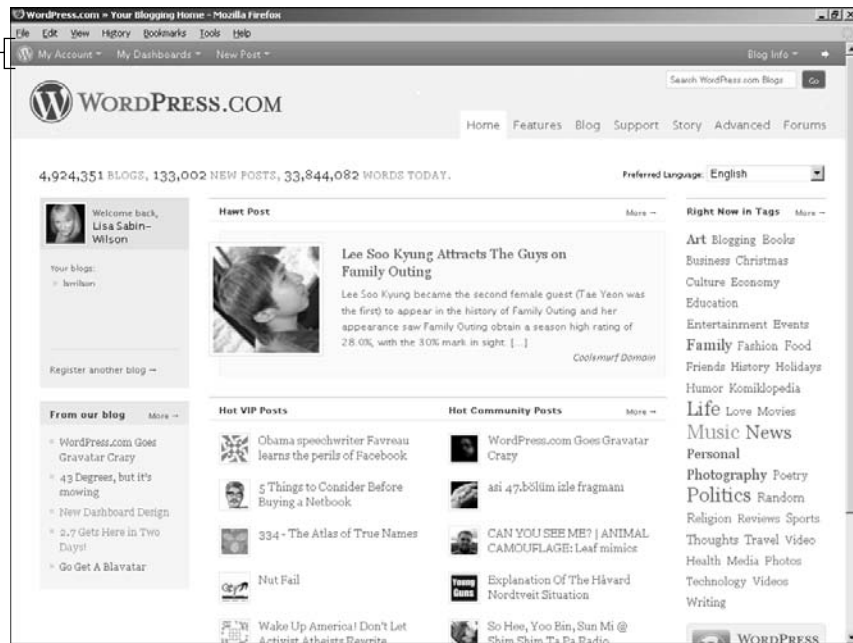 WordPress.com » Your Blogging Home - Mozilla Firefox
File Edit View History Bookmarks Tools Help
My Account My Dashboards New Post Blog Info
Search WordPress.com Blogs Go
WORDPRESS.COM
Home Features Blog Support Story Advanced Forums
4,924,351 BLOGS, 133,002 NEW POSTS, 33,844,082 WORDS TODAY.
Preferred Language: English
Welcome back,
Lisa Sabin-
Wilson
Your blogs:
Register another blog →
From our blog More →
WordPress.com Goes
Gravatar Crazy
43 Degrees, but it's
mowing
New Dashboard Design
2.7 Gets Here in Two
Days!
Go Get A Blavatar
Hawt Post More →
Lee Soo Kyung Attracts The Guys on
Family Outing
Lee Soo Kyung became the second female guest (Tae Yeon was
the first) to appear in the history of Family Outing and her
appearance saw Family Outing obtain a season high rating of
28.0%, with the 30% mark in sight. [...]
Coolsmurf Domain
Hot VIP Posts
Obama speechwriter Favreau
learns the perils of Facebook
5 Things to Consider Before
Buying a Netbook
334 - The Atlas of True Names
Nut Fail
Wake Up America! Don't Let
Activist Atheists Rewrite
Hot Community Posts More →
WordPress.com Goes Gravatar
Crazy
asi 47.bölüm izle fragmanı
CAN YOU SEE ME? | ANIMAL
CAMOUFLAGE: Leaf mimics
Young
Guns
Explanation Of The Håvard
Nordtveit Situation
So Hee, Yoo Bin, Sun Mi @
Shim Shim Ta Pa Radio
Right Now in Tags More →
Art Blogging Books
Business Christmas
Culture Economy
Education
Entertainment Events
Family Fashion Food
Friends History Holidays
Humor Komiklopedia
Life Love Movies
Music News
Personal
Photography Poetry
Politics Random
Religion Reviews Sports
Thoughts Travel Video
Health Media Photos
Technology Videos
Writing
WORDPRESS